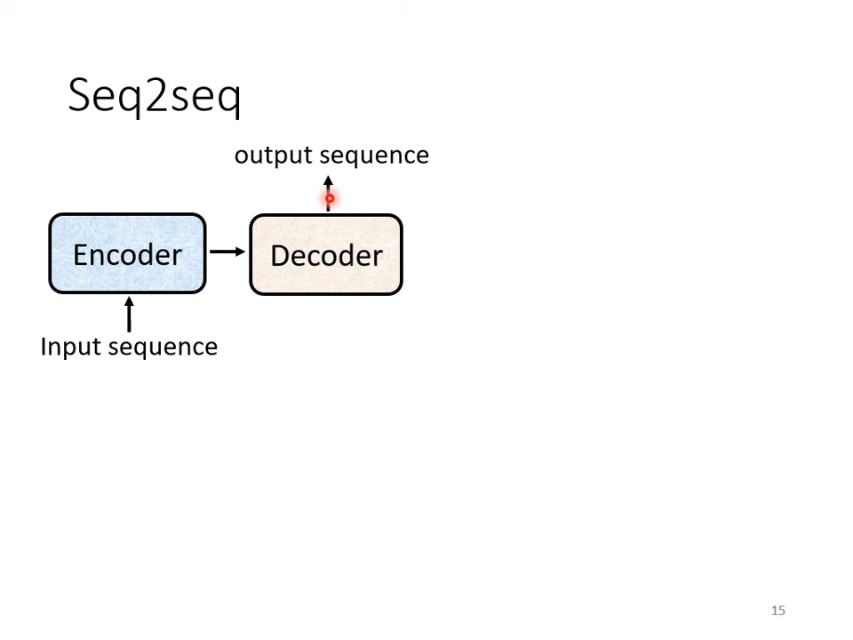 Seq2seq
output sequence
Encoder
Decoder
Input sequence
15